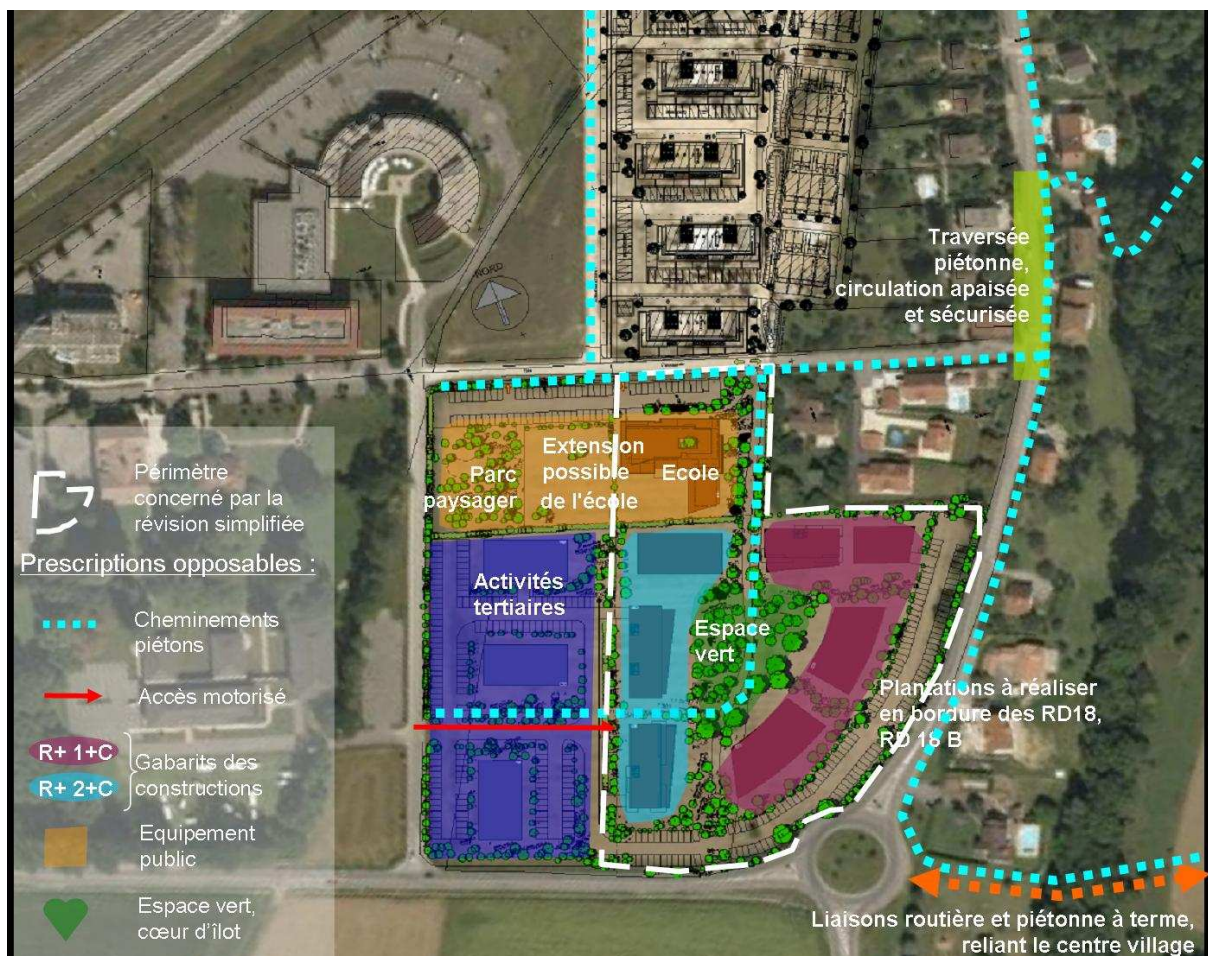 NORD
Traversée
piétonne,
circulation apaisée
et sécurisée
Extension
possible
de l'école
Parc
paysager
Ecole
Activités
tertiaires
Espace
vert
Plantations à réaliser
en bordure des RD18,
RD 18 B
Liaisons routière et piétonne à terme,
reliant le centre village
Périmètre
concerné par la
révision simplifiée
Prescriptions opposables :
Cheminements
piétons
Accès motorisé
R+ 1+C
R+ 2+C
Gabarits des
constructions
Equipement
public
Espace vert,
cœur d'îlot